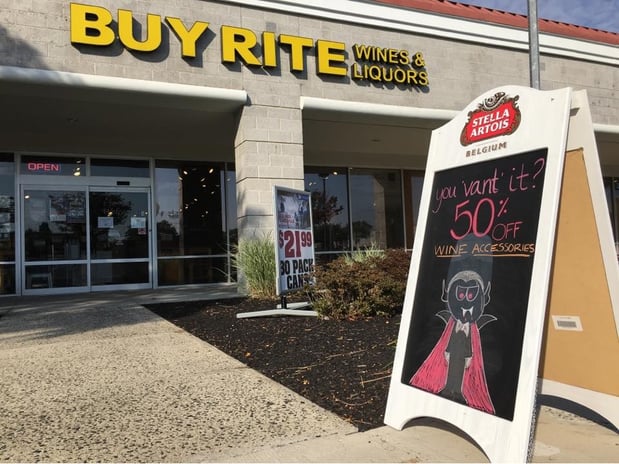 BUY RITE WINES &
LIQUORS
OPEN
$21.99
30 PACK
CANS
STELLA
ARTOIS
BELGIUM
you 'vant' it?
50% OFF
WINE ACCESSORIES